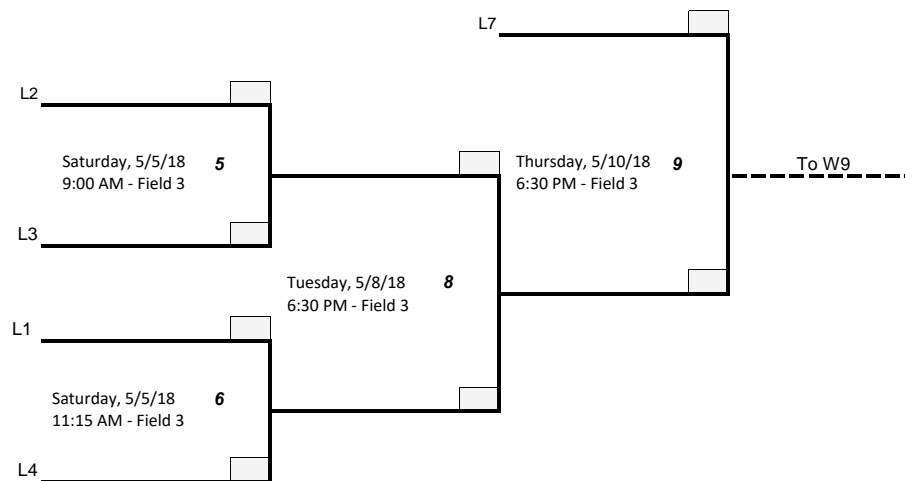 L7
L2
Saturday, 5/5/18 5
9:00 AM - Field 3
Thursday, 5/10/18 9
6:30 PM - Field 3
To W9
L3
Tuesday, 5/8/18 8
6:30 PM - Field 3
L1
Saturday, 5/5/18 6
11:15 AM - Field 3
L4